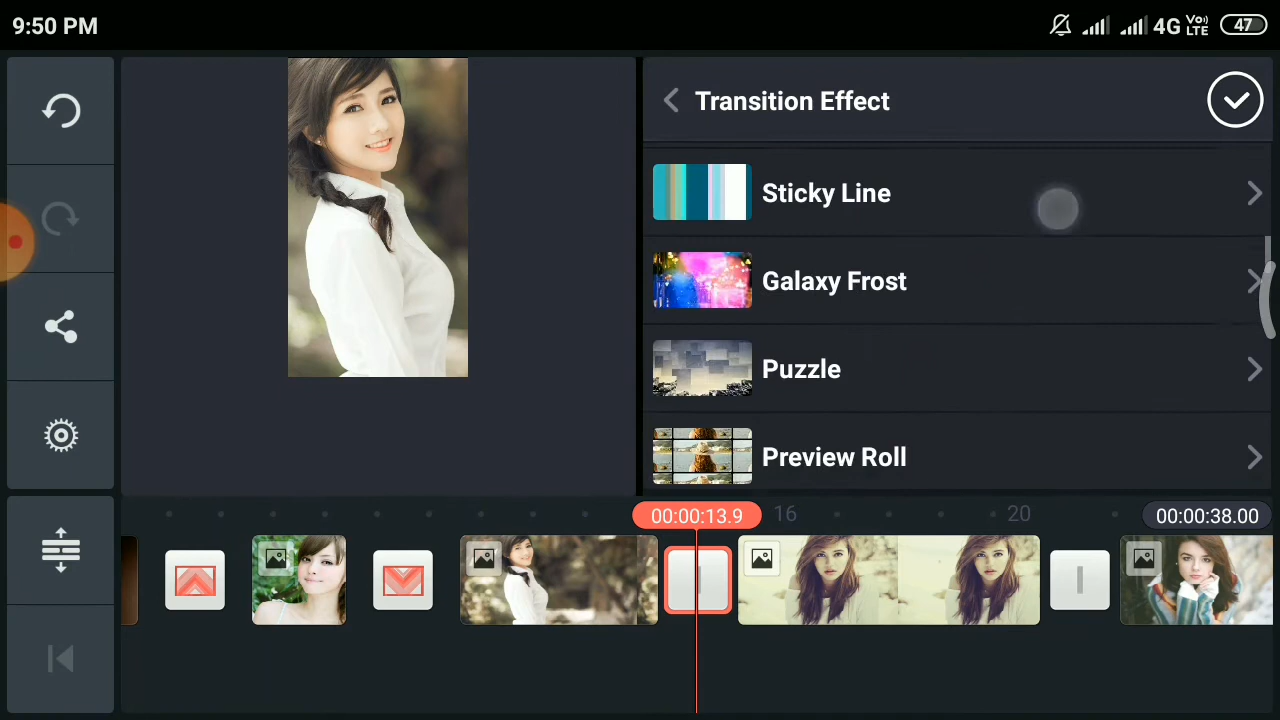 9:50 PM
4G Vo) LTE
47
Transition Effect
Sticky Line
Galaxy Frost
Puzzle
Preview Roll
00:00:13.9
16
20
00:00:38.00